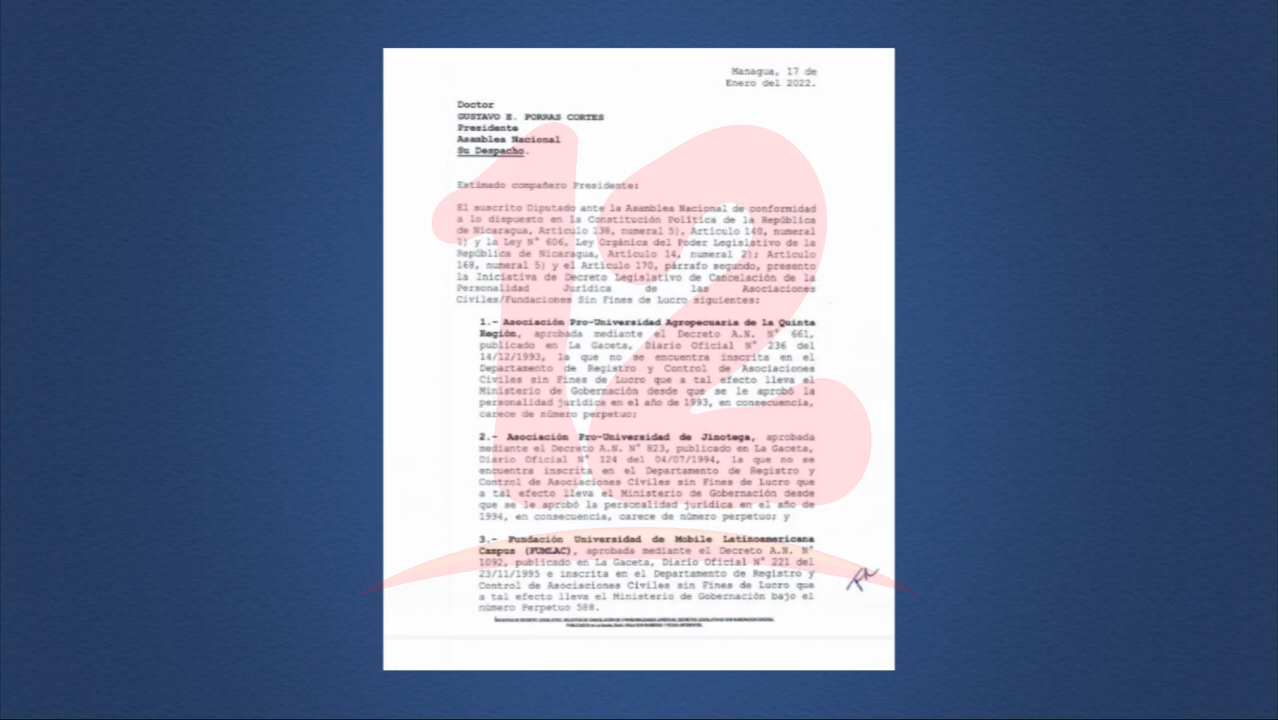 Managua, 17 de
Enero del 2022.
Doctor
GUSTAVO E. PORRAS CORTES
Presidente
Asamblea Nacional
Su Despacho.
Estimado compañero Presidente:
El suscrito Diputado ante la Asamblea Nacional de conformidad
a lo dispuesto en la Constitución Política de la República
de Nicaragua, Artículo 138, numeral 5), Artículo 140, numeral
1) y la Ley N° 606, Ley Orgánica del Poder Legislativo de la
República de Nicaragua, Artículo 14, numeral 2); Artículo
168, numeral 5) y el Artículo 170, párrafo segundo, presento
la Iniciativa de Decreto Legislativo de Cancelación de la
Personalidad Jurídica de las Asociaciones
Civiles/Fundaciones Sin Fines de Lucro siguientes:
1.- Asociación Pro-Universidad Agropecuaria de la Quinta
Región, aprobada mediante el Decreto A.N. N° 661,
publicado en La Gaceta, Diario Oficial N° 236 del
14/12/1993, la que no se encuentra inscrita en el
Departamento de Registro y Control de Asociaciones
Civiles sin Fines de Lucro que a tal efecto lleva el
Ministerio de Gobernación desde que se le aprobó la
personalidad jurídica en el año de 1993, en consecuencia,
carece de número perpetuo;
2.- Asociación Pro-Universidad de Jinotega, aprobada
mediante el Decreto A.N. N° 823, publicado en La Gaceta,
Diario Oficial N° 124 del 04/07/1994, la que no se
encuentra inscrita en el Departamento de Registro y
Control de Asociaciones Civiles sin Fines de Lucro que
a tal efecto lleva el Ministerio de Gobernación desde
que se le aprobó la personalidad jurídica en el año de
1994, en consecuencia, carece de número perpetuo; y
3.- Fundación Universidad de Mobile Latinoamericana
Campus (FUMLAC), aprobada mediante el Decreto A.N. N°
1092, publicado en La Gaceta, Diario Oficial N° 221 del
23/11/1995 e inscrita en el Departamento de Registro y
Control de Asociaciones Civiles sin Fines de Lucro que
a tal efecto lleva el Ministerio de Gobernación bajo el
número Perpetuo 588.
12